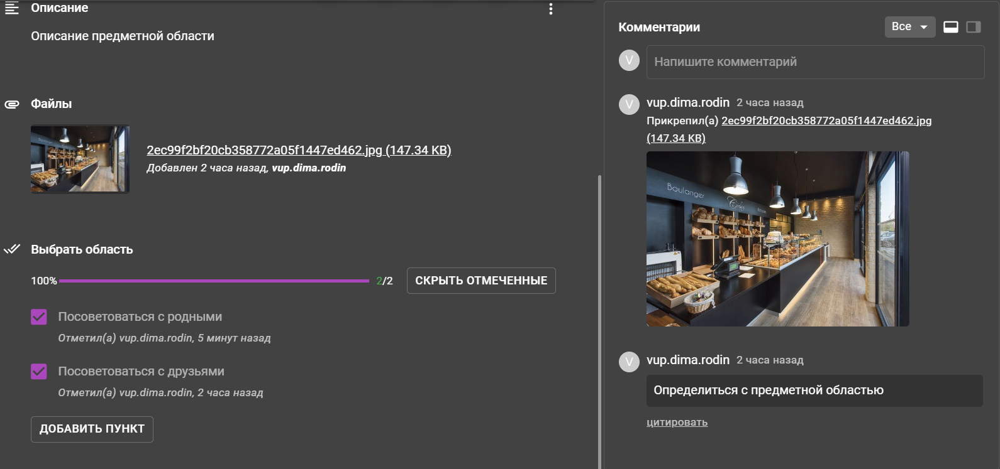 Описание
Описание предметной области
Файлы
2ec99f2bf20cb358772a05f1447ed462.jpg (147.34 KB)
Добавлен 2 часа назад, vup.dima.rodin
Выбрать область
100%
2/2
СКРЫТЬ ОТМЕЧЕННЫЕ
Посоветоваться с родными
Отметил(а) vup.dima.rodin, 5 минут назад
Посоветоваться с друзьями
Отметил(а) vup.dima.rodin, 2 часа назад
ДОБАВИТЬ ПУНКТ
Комментарии
Все
V
Напишите комментарий
V
vup.dima.rodin 2 часа назад
Прикрепил(а) 2ec99f2bf20cb358772a05f1447ed462.jpg
(147.34 KB)
Boulanger
V
vup.dima.rodin 2 часа назад
Определиться с предметной областью
цитировать